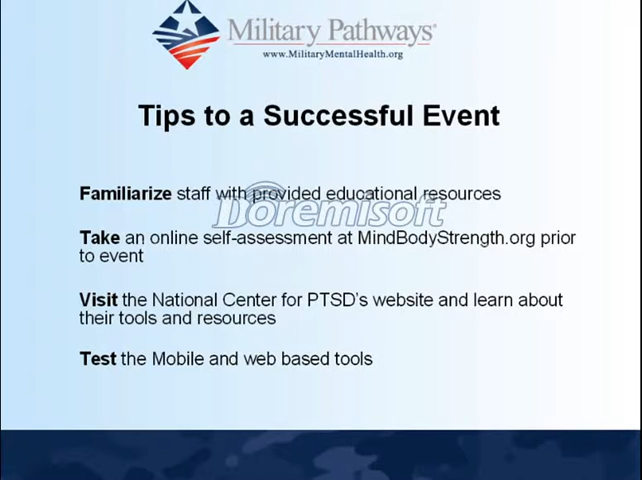 Military Pathways®
www.MilitaryMentalHealth.org
Tips to a Successful Event
Familiarize staff with provided educational resources
Doremisoft
Take an online self-assessment at MindBodyStrength.org prior
to event
Visit the National Center for PTSD's website and learn about
their tools and resources
Test the Mobile and web based tools